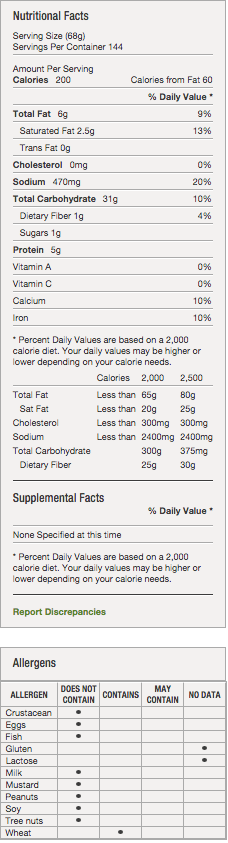 Nutritional Facts
Serving Size (68g)
Servings Per Container 144
Amount Per Serving
Calories 200 Calories from Fat 60
% Daily Value *
Total Fat 6g 9%
Saturated Fat 2.5g 13%
Trans Fat 0g
Cholesterol 0mg 0%
Sodium 470mg 20%
Total Carbohydrate 31g 10%
Dietary Fiber 1g 4%
Sugars 1g
Protein 5g
Vitamin A 0%
Vitamin C 0%
Calcium 10%
Iron 10%
* Percent Daily Values are based on a 2,000
calorie diet. Your daily values may be higher or
lower depending on your calorie needs.
Calories 2,000 2,500
Total Fat Less than 65g 80g
Sat Fat Less than 20g 25g
Cholesterol Less than 300mg 300mg
Sodium Less than 2400mg 2400mg
Total Carbohydrate 300g 375mg
Dietary Fiber 25g 30g
Supplemental Facts
% Daily Value *
None Specified at this time
* Percent Daily Values are based on a 2,000
calorie diet. Your daily values may be higher or
lower depending on your calorie needs.
Report Discrepancies
Allergens
ALLERGEN DOES NOT CONTAIN CONTAINS MAY CONTAIN NO DATA
Crustacean •
Eggs •
Fish •
Gluten •
Lactose •
Milk •
Mustard •
Peanuts •
Soy •
Tree nuts •
Wheat •